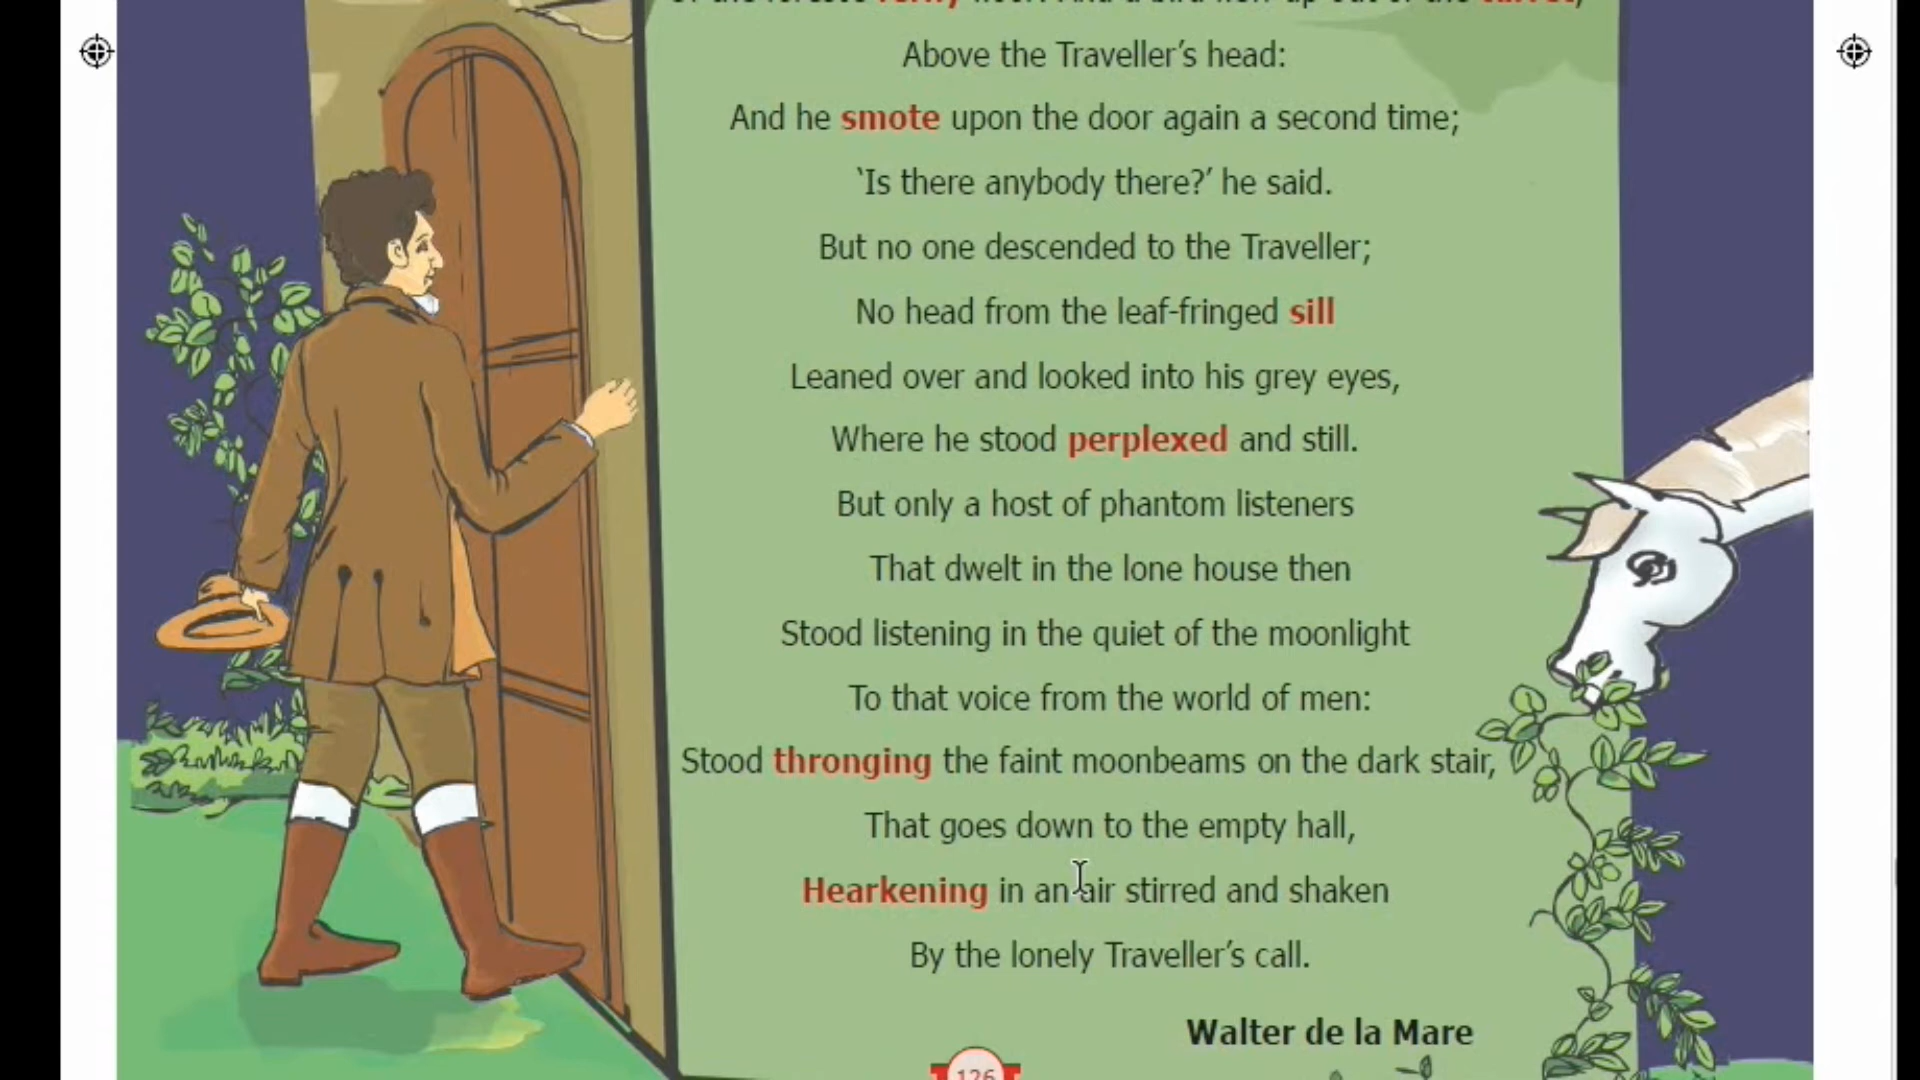 Above the Traveller’s head:
And he smote upon the door again a second time;
‘Is there anybody there?’ he said.
But no one descended to the Traveller;
No head from the leaf-fringed sill
Leaned over and looked into his grey eyes,
Where he stood perplexed and still.
But only a host of phantom listeners
That dwelt in the lone house then
Stood listening in the quiet of the moonlight
To that voice from the world of men:
Stood thronging the faint moonbeams on the dark stair,
That goes down to the empty hall,
Hearkening in an air stirred and shaken
By the lonely Traveller’s call.
Walter de la Mare
126